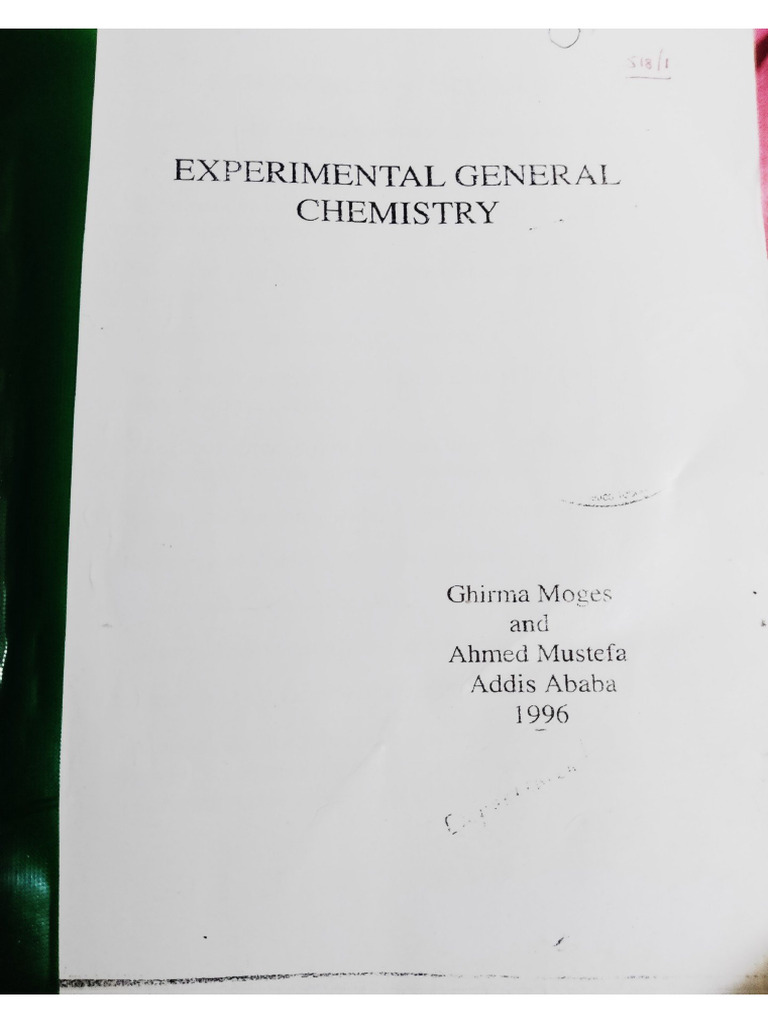 518/1
EXPERIMENTAL GENERAL
CHEMISTRY
Ghirma Moges
and
Ahmed Mustefa
Addis Ababa
1996